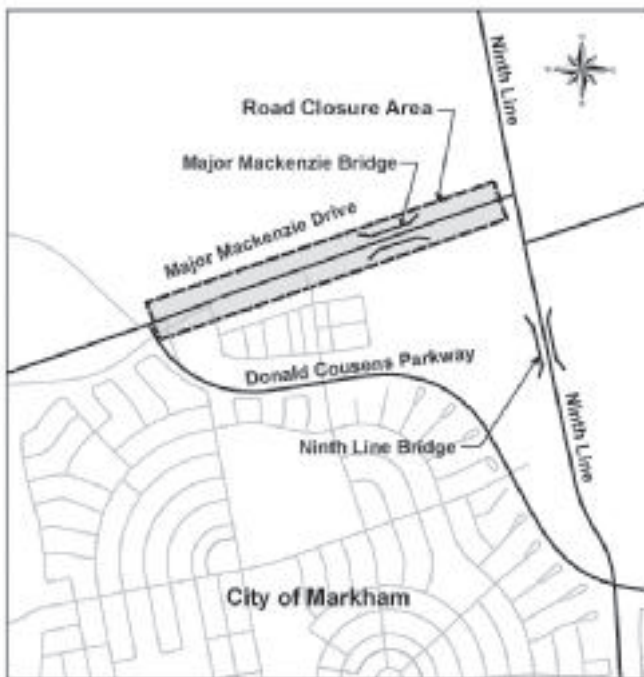 Ninth Line
Road Closure Area
Major Mackenzie Bridge
Major Mackenzie Drive
Donald Cousens Parkway
Ninth Line Bridge
Ninth Line
City of Markham